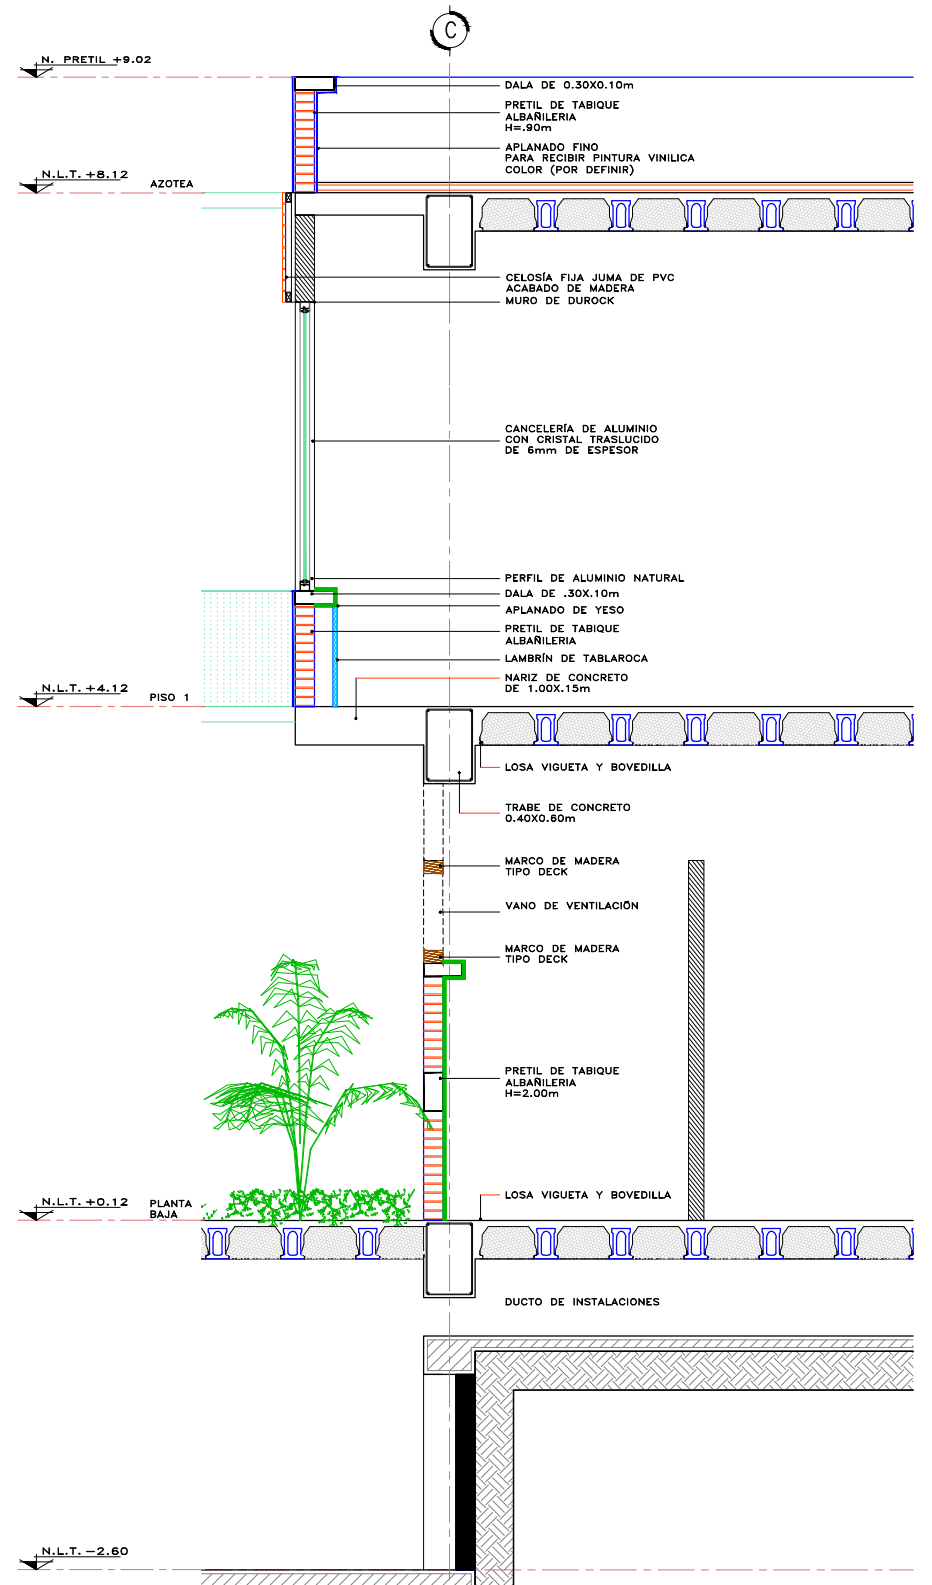 C
N. PRETIL +9.02
DALA DE 0.30X0.10m
PRETIL DE TABIQUE
ALBAÑILERIA
H=.90m
APLANADO FINO
PARA RECIBIR PINTURA VINILICA
COLOR (POR DEFINIR)
N.L.T. +8.12
AZOTEA
CELOSÍA FIJA JUMA DE PVC
ACABADO DE MADERA
MURO DE DUROCK
CANCELERÍA DE ALUMINIO
CON CRISTAL TRASLUCIDO
DE 6mm DE ESPESOR
PERFIL DE ALUMINIO NATURAL
DALA DE .30X.10m
APLANADO DE YESO
PRETIL DE TABIQUE
ALBAÑILERIA
LAMBRÍN DE TABLAROCA
NARIZ DE CONCRETO
DE 1.00X.15m
N.L.T. +4.12
PISO 1
LOSA VIGUETA Y BOVEDILLA
TRABE DE CONCRETO
0.40X0.60m
MARCO DE MADERA
TIPO DECK
VANO DE VENTILACIÓN
MARCO DE MADERA
TIPO DECK
PRETIL DE TABIQUE
ALBAÑILERIA
H=2.00m
LOSA VIGUETA Y BOVEDILLA
N.L.T. +0.12
PLANTA
BAJA
DUCTO DE INSTALACIONES
N.L.T. −2.60